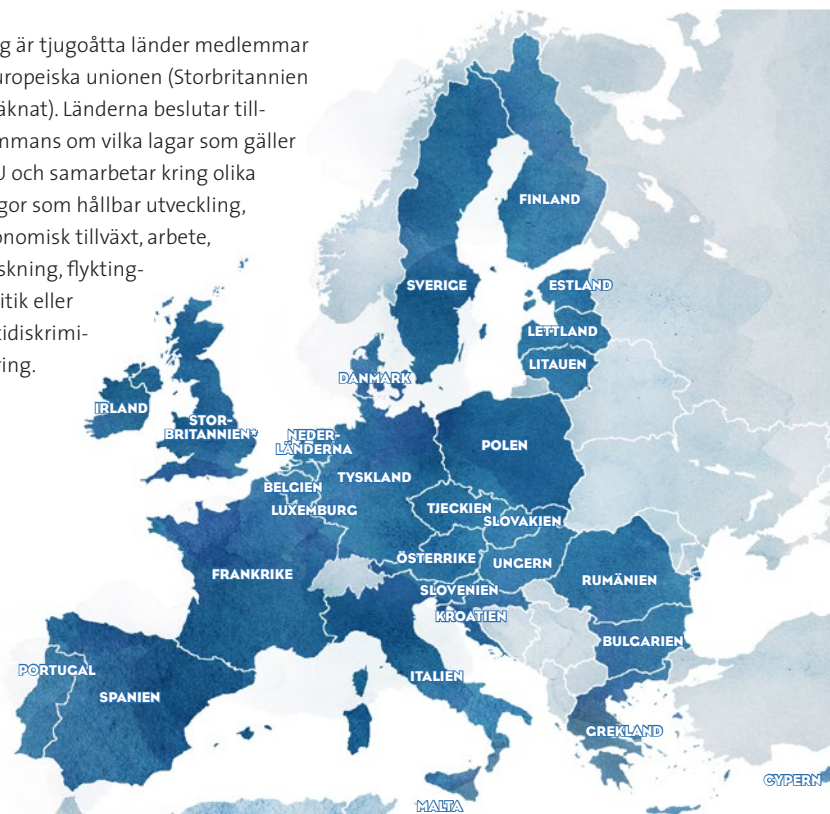 g är tjugoåtta länder medlemmar
uropeiska unionen (Storbritannien
äknat). Länderna beslutar till-
mmans om vilka lagar som gäller
U och samarbetar kring olika
gor som hållbar utveckling,
onomisk tillväxt, arbete,
skning, flykting-
itik eller
tidiskrimi-
ring.
FINLAND
SVERIGE
ESTLAND
LETTLAND
LITAUEN
DANMARK
IRLAND
STOR-
BRITANNIEN*
NEDER-
LÄNDERNA
POLEN
TYSKLAND
BELGIEN
LUXEMBURG
TJECKIEN
SLOVAKIEN
ÖSTERRIKE
UNGERN
FRANKRIKE
RUMÄNIEN
SLOVENIEN
KROATIEN
BULGARIEN
PORTUGAL
SPANIEN
ITALIEN
GREKLAND
CYPERN
MALTA